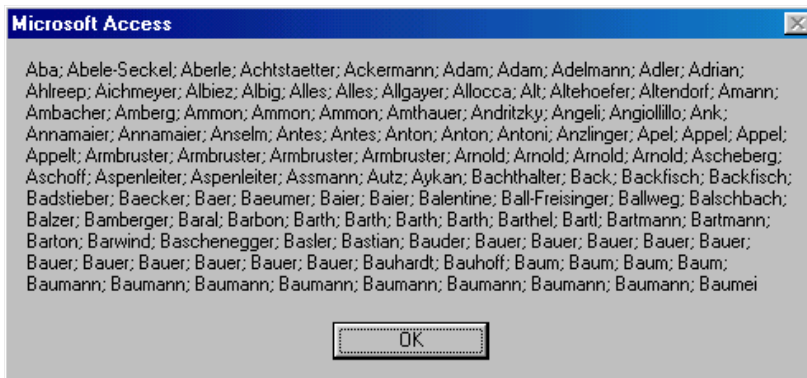 Microsoft Access
Aba; Abele-Seckel; Aberle; Achtstaetter; Ackermann; Adam; Adam; Adelmann; Adler; Adrian;
Ahlreep; Aichmeyer; Albiez; Albig; Alles; Alles; Allgayer; Allocca; Alt; Altehoefer; Altendorf; Amann;
Ambacher; Amberg; Ammon; Ammon; Ammon; Amthauer; Andritzky; Angeli; Angiollillo; Ank;
Annamaier; Annamaier; Anselm; Antes; Antes; Anton; Anton; Antoni; Anzlinger; Apel; Appel; Appel;
Appelt; Armbruster; Armbruster; Armbruster; Armbruster; Arnold; Arnold; Arnold; Arnold; Ascheberg;
Aschoff; Aspenleiter; Aspenleiter; Assmann; Autz; Aykan; Bachthalter; Back; Backfisch; Backfisch;
Badstieber; Baecker; Baer; Baeumer; Baier; Baier; Balentine; Ball-Freisinger; Ballweg; Balschbach;
Balzer; Bamberger; Baral; Barbon; Barth; Barth; Barth; Barth; Barthel; Bartl; Bartmann; Bartmann;
Barton; Barwind; Baschenegger; Basler; Bastian; Bauder; Bauer; Bauer; Bauer; Bauer; Bauer;
Bauer; Bauer; Bauer; Bauer; Bauer; Bauer; Bauhardt; Bauhoff; Baum; Baum; Baum; Baum;
Baumann; Baumann; Baumann; Baumann; Baumann; Baumann; Baumann; Baumann; Baumei
OK